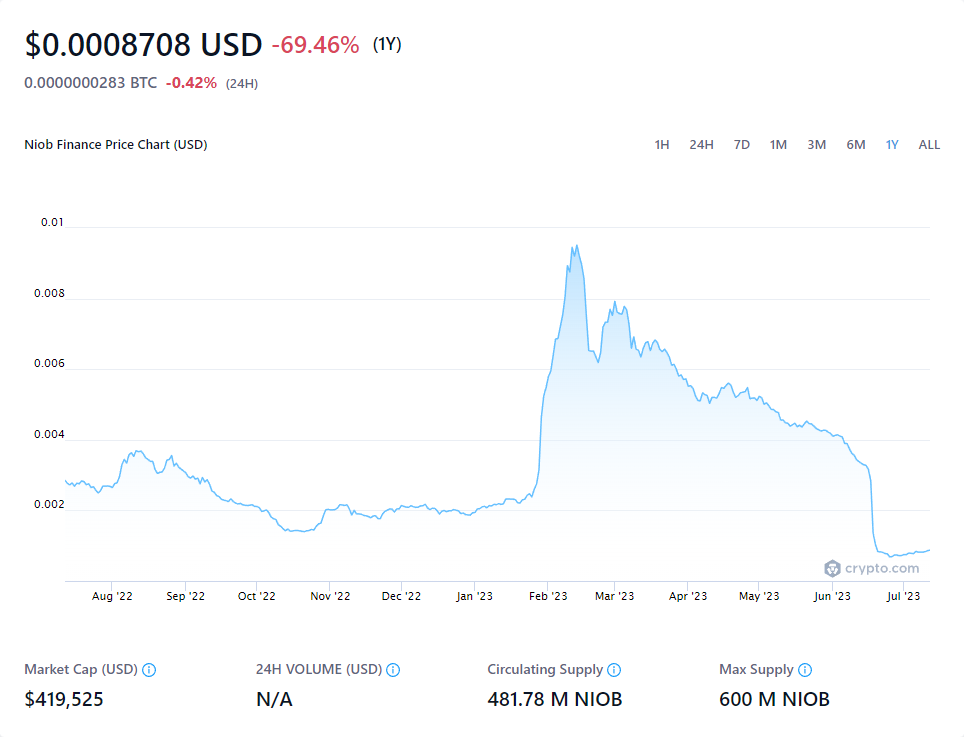 $0.0008708 USD -69.46% (1Y)
0.0000000283 BTC -0.42% (24H)
Niob Finance Price Chart (USD) 1H 24H 7D 1M 3M 6M 1Y ALL
0.01
0.008
0.006
0.004
0.002
crypto.com
Aug '22 Sep '22 Oct '22 Nov '22 Dec '22 Jan '23 Feb '23 Mar '23 Apr '23 May '23 Jun '23 Jul '23
Market Cap (USD) 24H VOLUME (USD) Circulating Supply Max Supply
$419,525 N/A 481.78 M NIOB 600 M NIOB